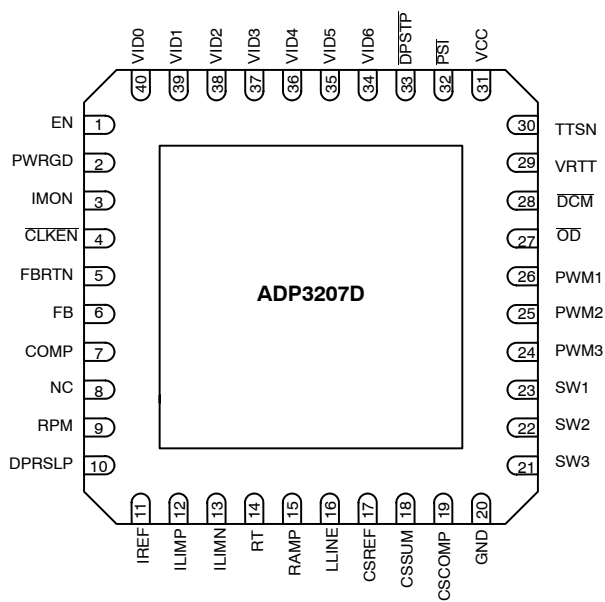 VID0 VID1 VID2 VID3 VID4 VID5 VID6 DPSTP PSI VCC
40 39 38 37 36 35 34 33 32 31
EN 1 30 TTSN
PWRGD 2 29 VRTT
IMON 3 28 DCM
CLKEN 4 27 OD
FBRTN 5 26 PWM1
ADP3207D
FB 6 25 PWM2
COMP 7 24 PWM3
NC 8 23 SW1
RPM 9 22 SW2
DPRSLP 10 21 SW3
11 12 13 14 15 16 17 18 19 20
IREF ILIMP ILIMN RT RAMP LLINE CSREF CSSUM CSCOMP GND